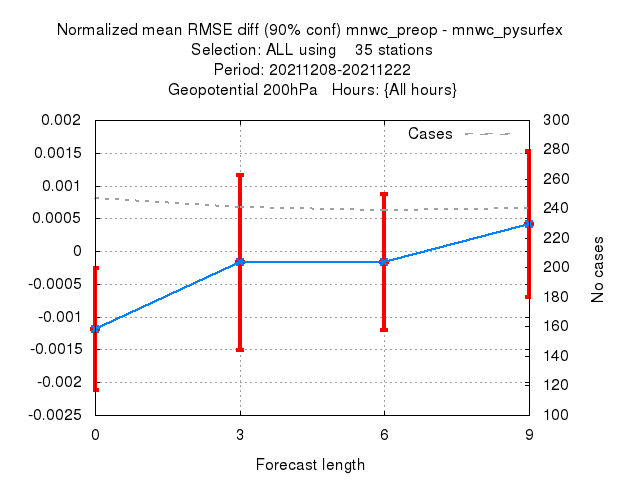 Normalized mean RMSE diff (90% conf) mnwc_preop - mnwc_pysurfex
Selection: ALL using    35 stations
Period: 20211208-20211222
Geopotential 200hPa   Hours: {All hours}
0.002
0.0015
0.001
0.0005
0
-0.0005
-0.001
-0.0015
-0.002
-0.0025
Cases
300
280
260
240
220
200
180
160
140
120
100
No cases
0 3 6 9
Forecast length